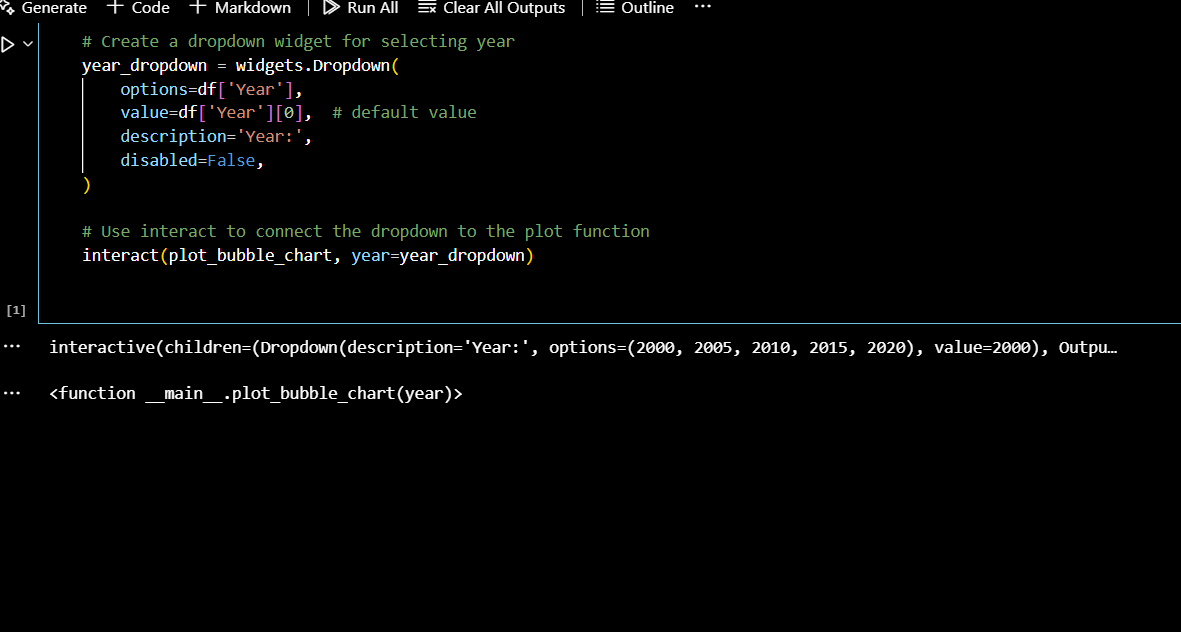 Generate + Code + Markdown | Run All Clear All Outputs | Outline ...
# Create a dropdown widget for selecting year
year_dropdown = widgets.Dropdown(
    options=df['Year'],
    value=df['Year'][0],  # default value
    description='Year:',
    disabled=False,
)
# Use interact to connect the dropdown to the plot function
interact(plot_bubble_chart, year=year_dropdown)
[1]
... interactive(children=(Dropdown(description='Year:', options=(2000, 2005, 2010, 2015, 2020), value=2000), Outpu…
... <function __main__.plot_bubble_chart(year)>